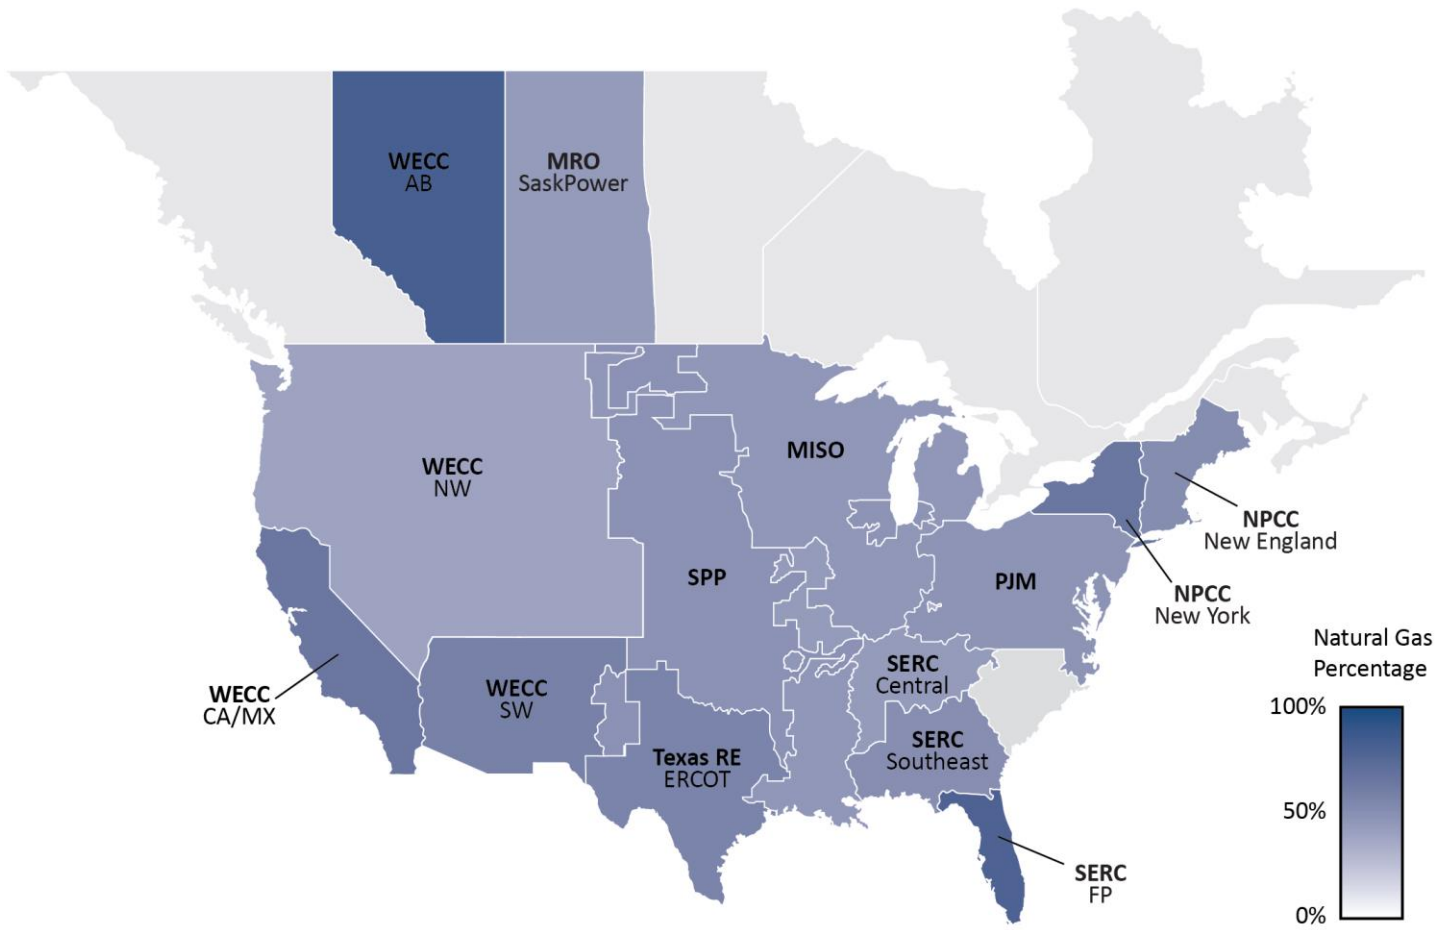 WECC
AB
MRO
SaskPower
WECC
NW
MISO
NPCC
New England
SPP
PJM
NPCC
New York
WECC
CA/MX
WECC
SW
SERC
Central
SERC
Southeast
Texas RE
ERCOT
SERC
FP
Natural Gas
Percentage
100%
50%
0%